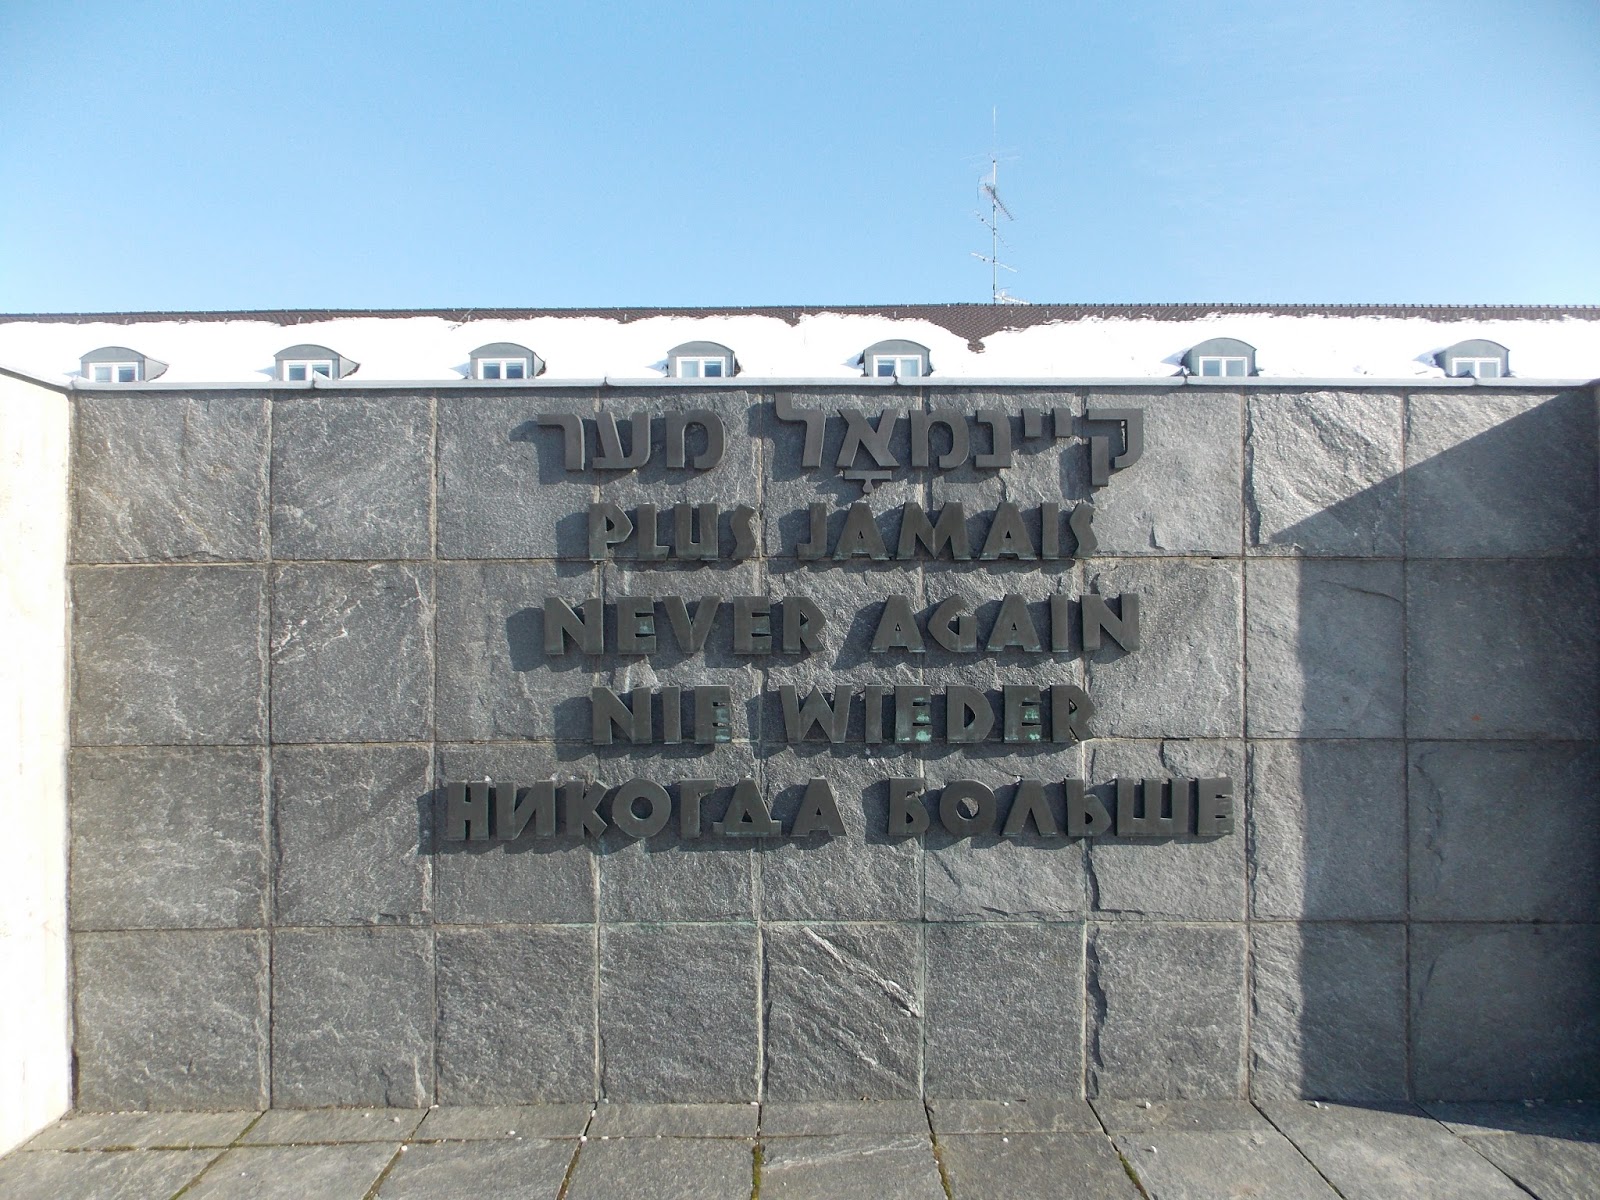 קיינמאָל מער
PLUS JAMAIS
NEVER AGAIN
NIE WIEDER
НИКОГДА БОЛЬШЕ